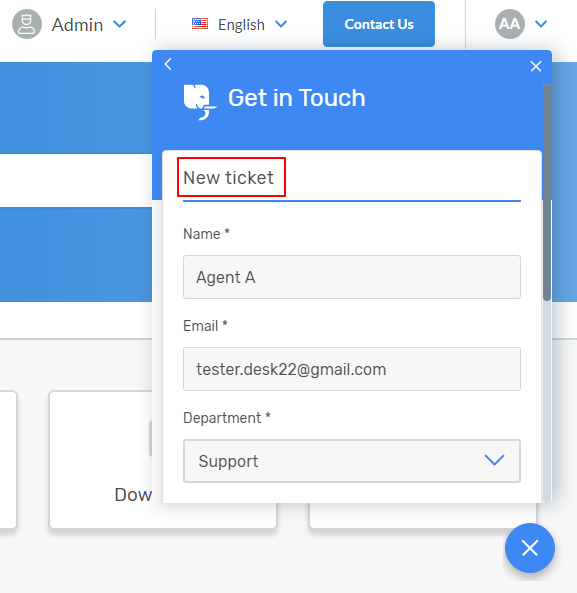 Admin
English
Contact Us
AA
Get in Touch
New ticket
Name *
Agent A
Email *
tester.desk22@gmail.com
Department *
Support
Dow